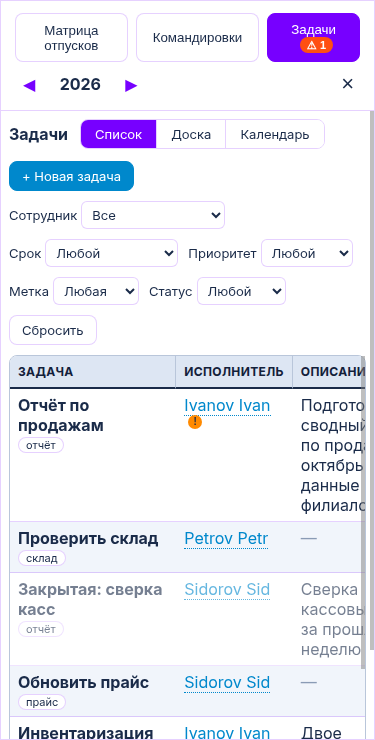 Матрица
отпусков
Командировки
Задачи
⚠ 1
◀ 2026 ▶ ×
Задачи Список Доска Календарь
+ Новая задача
Сотрудник Все
Срок Любой Приоритет Любой
Метка Любая Статус Любой
Сбросить
ЗАДАЧА ИСПОЛНИТЕЛЬ ОПИСАНИ
Отчёт по
продажам
отчёт
Ivanov Ivan
!
Подгото
сводный
по прода
октябрь
данные
филиало
Проверить склад
склад
Petrov Petr
—
Закрытая: сверка
касс
отчёт
Sidorov Sid
Сверка
кассовы
за прош
неделю
Обновить прайс
прайс
Sidorov Sid
—
Инвентаризация Ivanov Ivan Двое